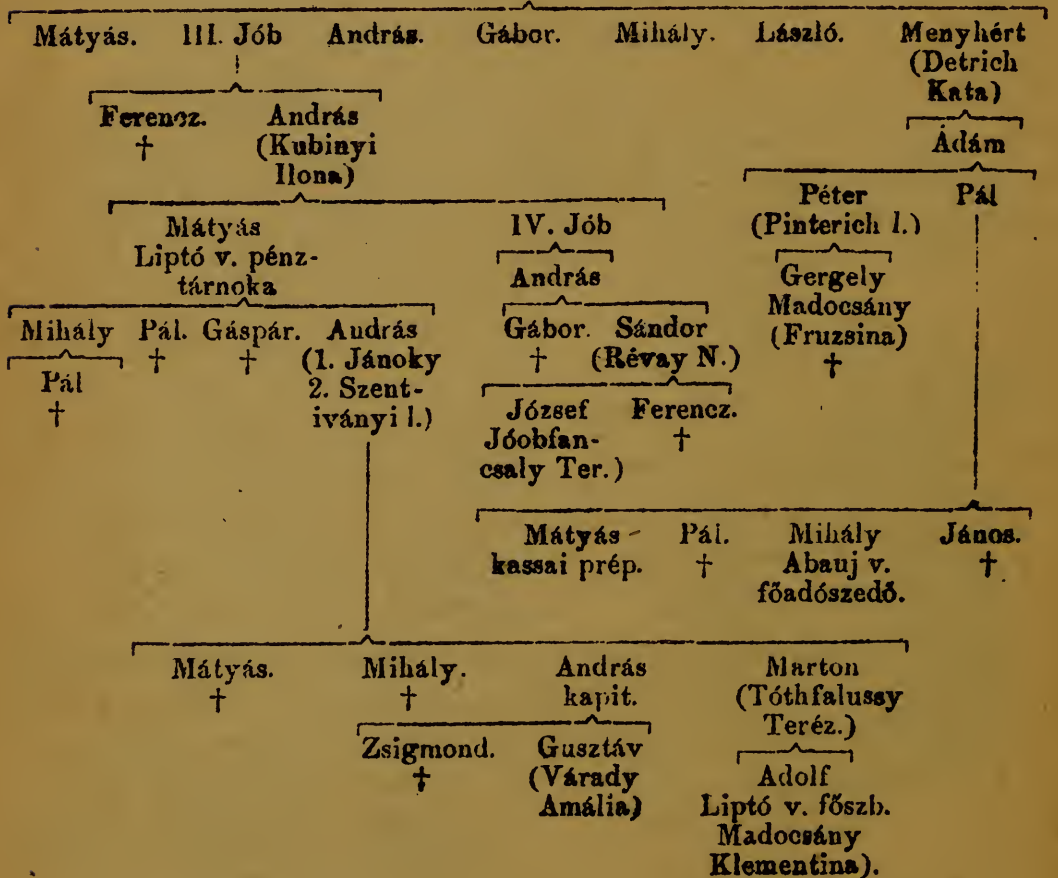 Mátyás. III. Jób András. Gábor. Mihály. László. Menyhért
(Detrich
Kata)
Ferencz. András
† (Kubinyi
Ilona)
Ádám
Péter Pál
(Pinterich l.)
Mátyás IV. Jób
Liptó v. pénz-
tárnoka
András
Gergely
Madocsány
(Fruzsina)
†
Mihály Pál. Gáspár. Audrás
† † (1. Jánoky
2. Szent-
iványi l.)
Pál
†
Gábor. Sándor
† (Révay N.)
József Ferencz.
Jóobfan- †
csaly Ter.)
Mátyás Pál. Mihály János.
kassai prép. † Abauj v. †
főadószedő.
Mátyás. Mihály. András Marton
† † kapit. (Tóthfalussy
Teréz.)
Zsigmond. Gusztáv
† (Várady
Amália)
Adolf
Liptó v. főszb.
Madocsány
Klementina).